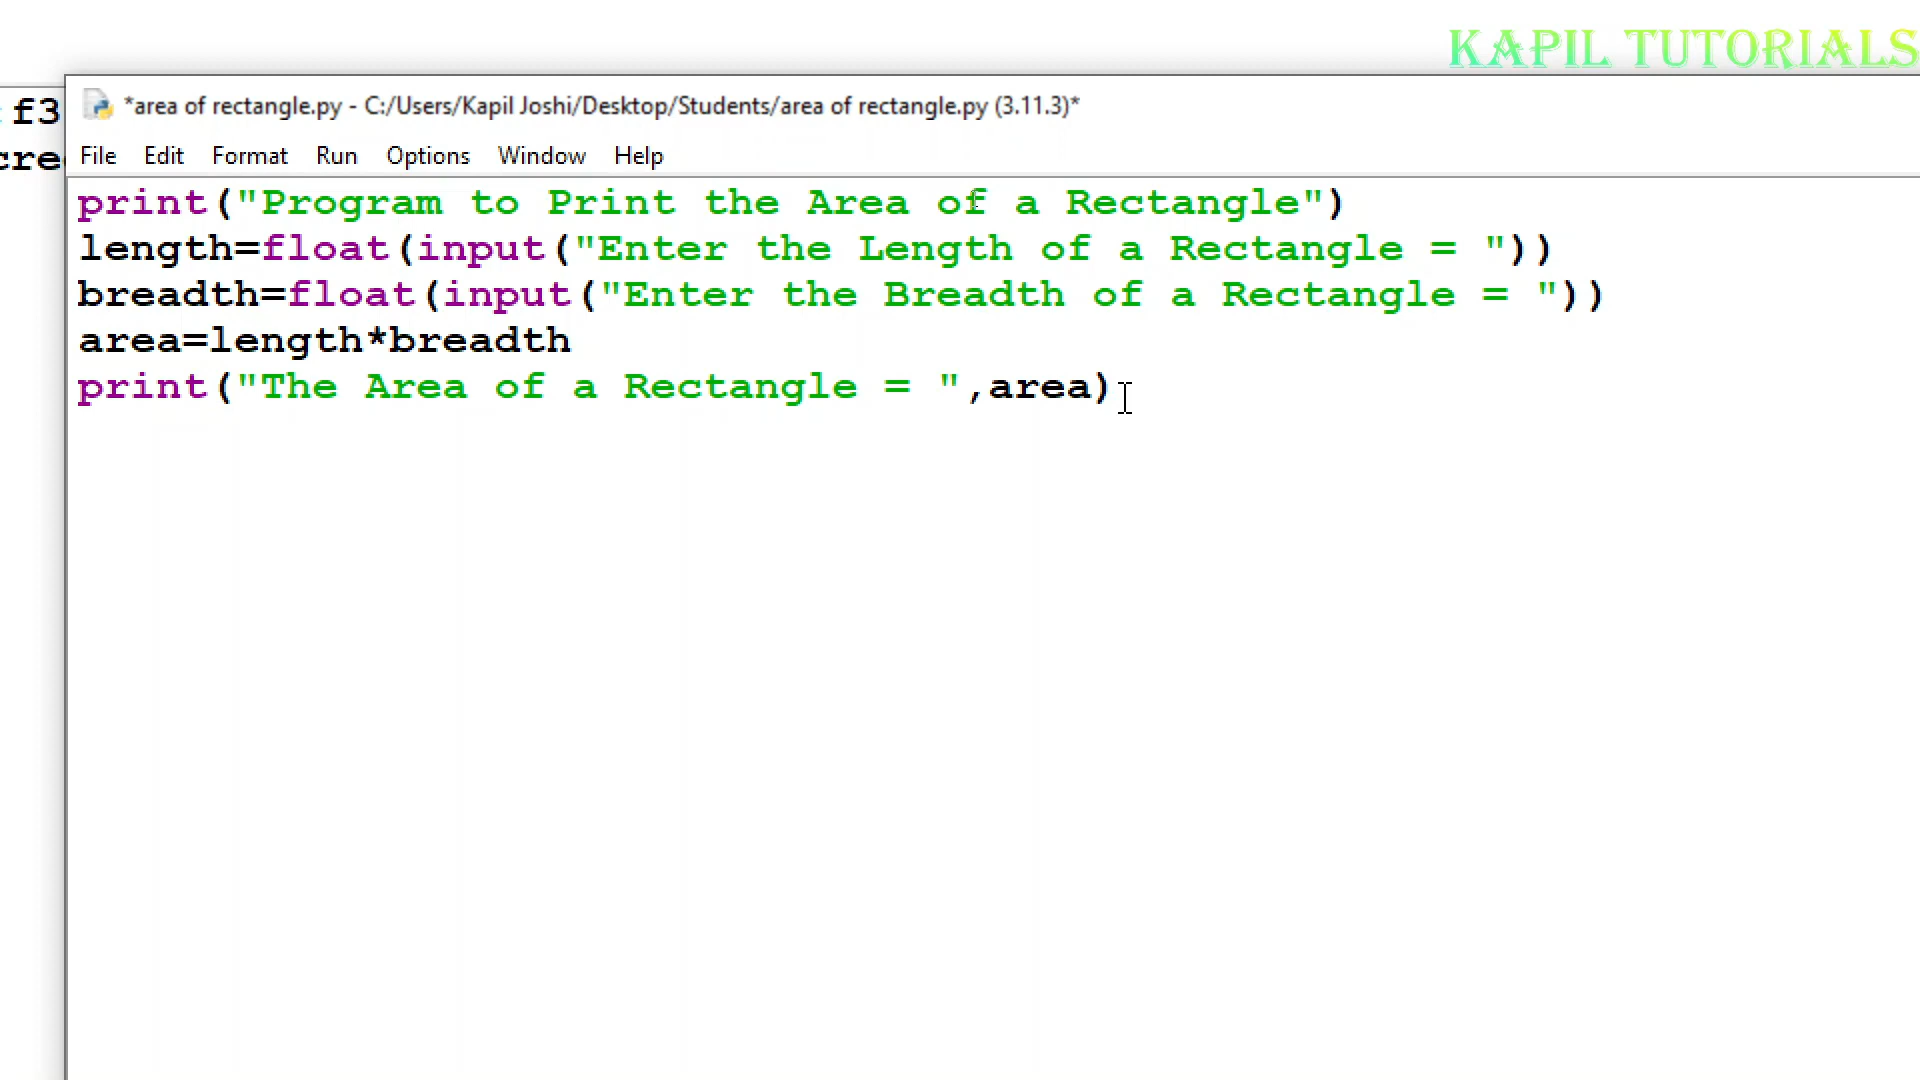 KAPIL TUTORIALS
f3
cre
*area of rectangle.py - C:/Users/Kapil Joshi/Desktop/Students/area of rectangle.py (3.11.3)*
File Edit Format Run Options Window Help
print("Program to Print the Area of a Rectangle")
length=float(input("Enter the Length of a Rectangle = "))
breadth=float(input("Enter the Breadth of a Rectangle = "))
area=length*breadth
print("The Area of a Rectangle = ",area)